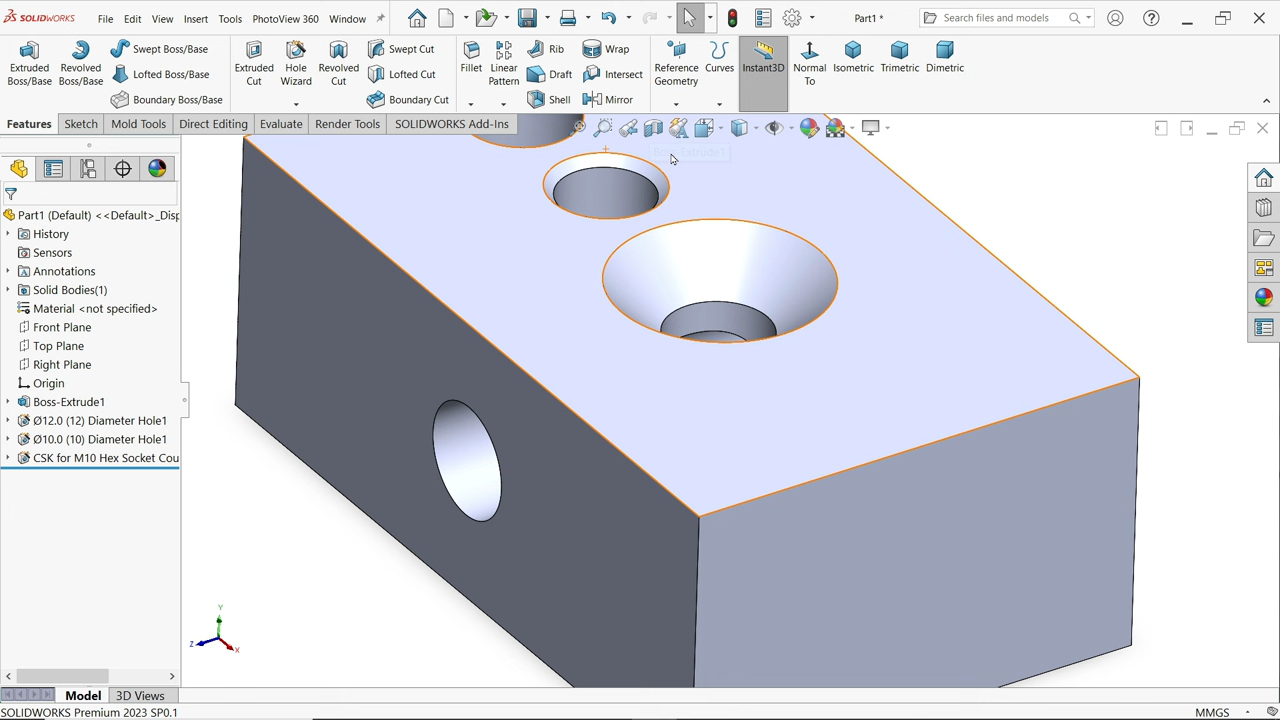 SOLIDWORKS File Edit View Insert Tools PhotoView 360 Window Part1 * Search files and models
Extruded Boss/Base
Revolved Boss/Base
Swept Boss/Base
Lofted Boss/Base
Boundary Boss/Base
Extruded Cut
Hole Wizard
Revolved Cut
Swept Cut
Lofted Cut
Boundary Cut
Fillet
Linear Pattern
Rib
Draft
Shell
Wrap
Intersect
Mirror
Reference Geometry
Curves
Instant3D
Normal To
Isometric
Trimetric
Dimetric
Features Sketch Mold Tools Direct Editing Evaluate Render Tools SOLIDWORKS Add-Ins
Boss-Extrude1
Part1 (Default) <<Default>_Disp
History
Sensors
Annotations
Solid Bodies(1)
Material <not specified>
Front Plane
Top Plane
Right Plane
Origin
Boss-Extrude1
Ø12.0 (12) Diameter Hole1
Ø10.0 (10) Diameter Hole1
CSK for M10 Hex Socket Cou
Y
Z
X
Model 3D Views
SOLIDWORKS Premium 2023 SP0.1 MMGS